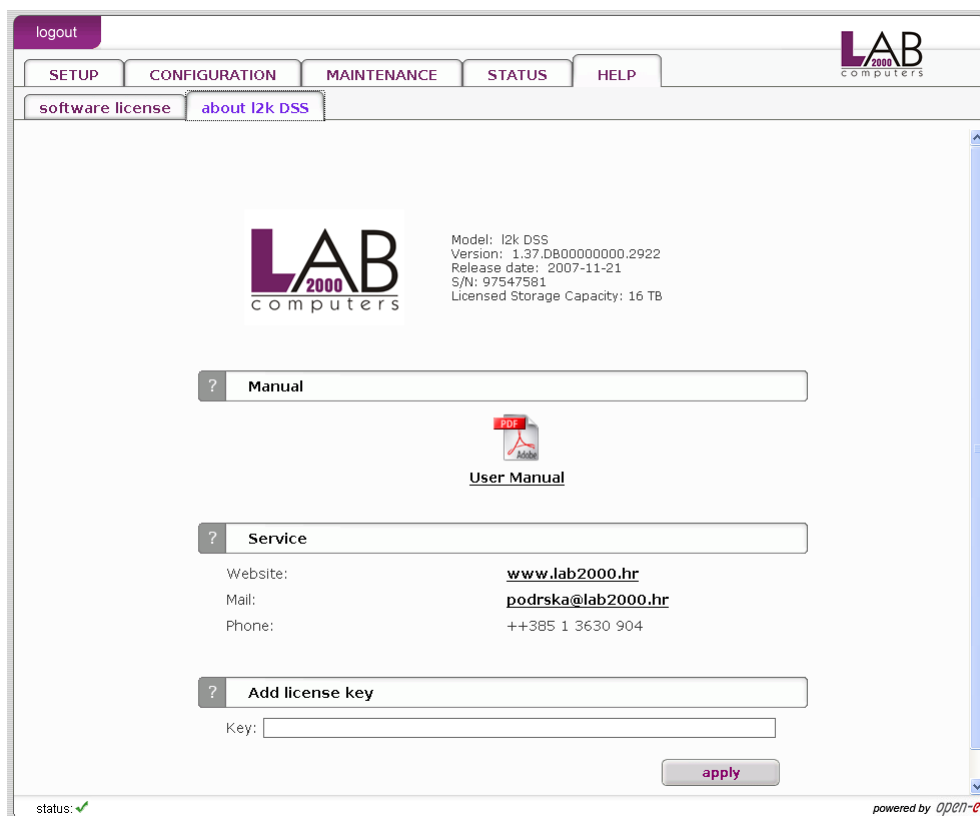 logout
LAB
2000
computers
SETUP CONFIGURATION MAINTENANCE STATUS HELP
software license about l2k DSS
LAB
2000
computers
Model: l2k DSS
Version: 1.37.DB00000000.2922
Release date: 2007-11-21
S/N: 97547581
Licensed Storage Capacity: 16 TB
? Manual
PDF
Adobe
User Manual
? Service
Website: www.lab2000.hr
Mail: podrska@lab2000.hr
Phone: ++385 1 3630 904
? Add license key
Key:
apply
status:
powered by open-e